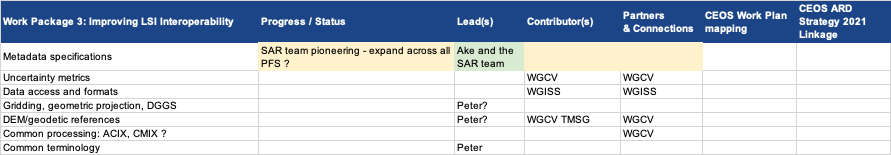 Work Package 3: Improving LSI Interoperability
Progress / Status
Lead(s)
Contributor(s)
Partners
& Connections
CEOS Work Plan
mapping
CEOS ARD
Strategy 2021
Linkage
Metadata specifications
SAR team pioneering - expand across all
PFS ?
Ake and the
SAR team
Uncertainty metrics
WGCV
WGCV
Data access and formats
WGISS
WGISS
Gridding, geometric projection, DGGS
Peter?
DEM/geodetic references
Peter?
WGCV TMSG
WGCV
Common processing: ACIX, CMIX ?
WGCV
Common terminology
Peter